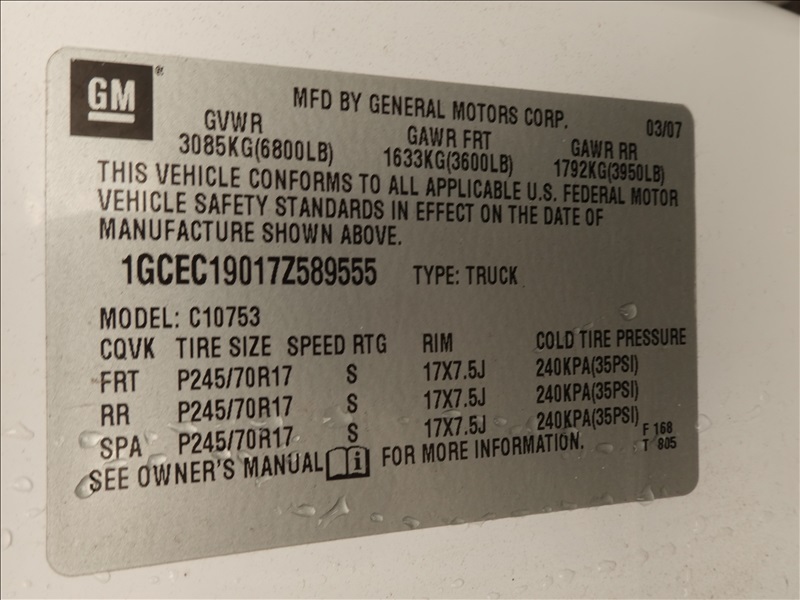 GM ®
MFD BY GENERAL MOTORS CORP. 03/07
GVWR GAWR FRT GAWR RR
3085KG(6800LB) 1633KG(3600LB) 1792KG(3950LB)
THIS VEHICLE CONFORMS TO ALL APPLICABLE U.S. FEDERAL MOTOR
VEHICLE SAFETY STANDARDS IN EFFECT ON THE DATE OF
MANUFACTURE SHOWN ABOVE.
1GCEC19017Z589555 TYPE: TRUCK
MODEL: C10753
CQVK TIRE SIZE SPEED RTG RIM COLD TIRE PRESSURE
FRT P245/70R17 S 17X7.5J 240KPA(35PSI)
RR P245/70R17 S 17X7.5J 240KPA(35PSI)
SPA P245/70R17 S 17X7.5J 240KPA(35PSI)
SEE OWNER'S MANUAL i FOR MORE INFORMATION.
F 168
T 805